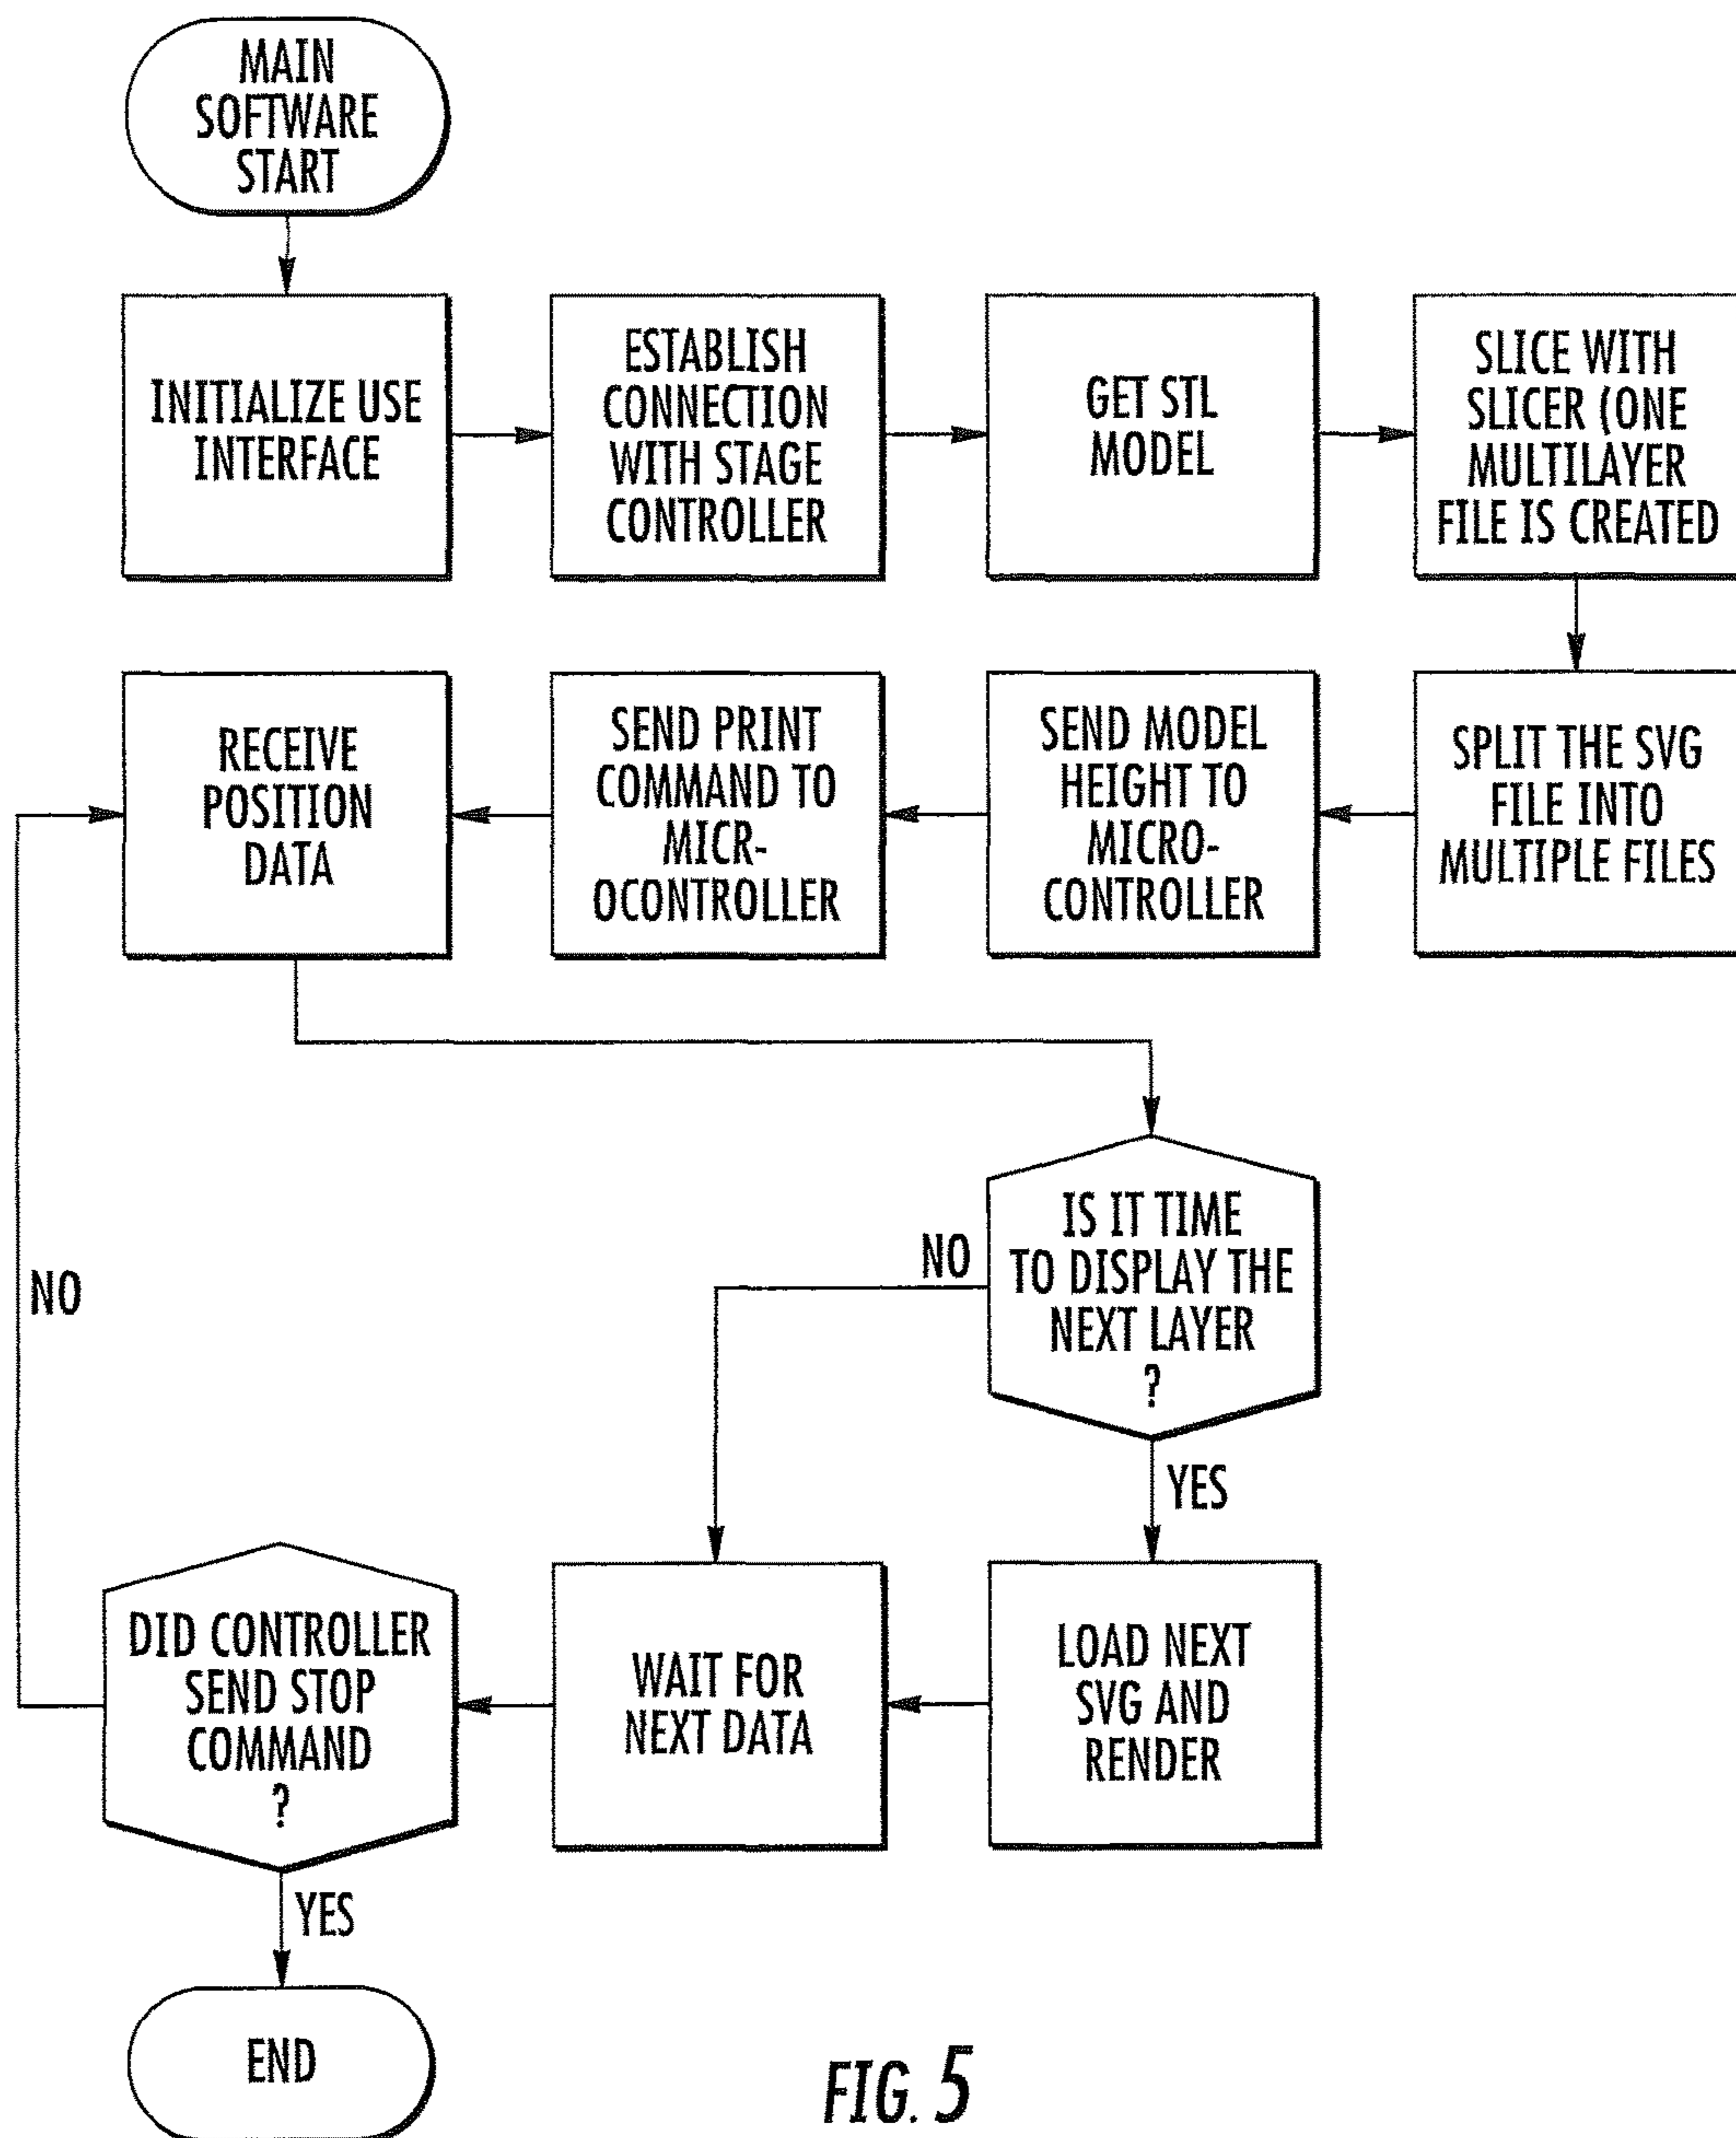 MAIN
SOFTWARE
START
INITIALIZE USE
INTERFACE
ESTABLISH
CONNECTION
WITH STAGE
CONTROLLER
GET STL
MODEL
SLICE WITH
SLICER (ONE
MULTILAYER
FILE IS CREATED
SPLIT THE SVG
FILE INTO
MULTIPLE FILES
SEND MODEL
HEIGHT TO
MICRO-
CONTROLLER
SEND PRINT
COMMAND TO
MICR-
OCONTROLLER
RECEIVE
POSITION
DATA
IS IT TIME
TO DISPLAY THE
NEXT LAYER
?
NO
YES
LOAD NEXT
SVG AND
RENDER
WAIT FOR
NEXT DATA
DID CONTROLLER
SEND STOP
COMMAND
?
NO
YES
END
FIG. 5